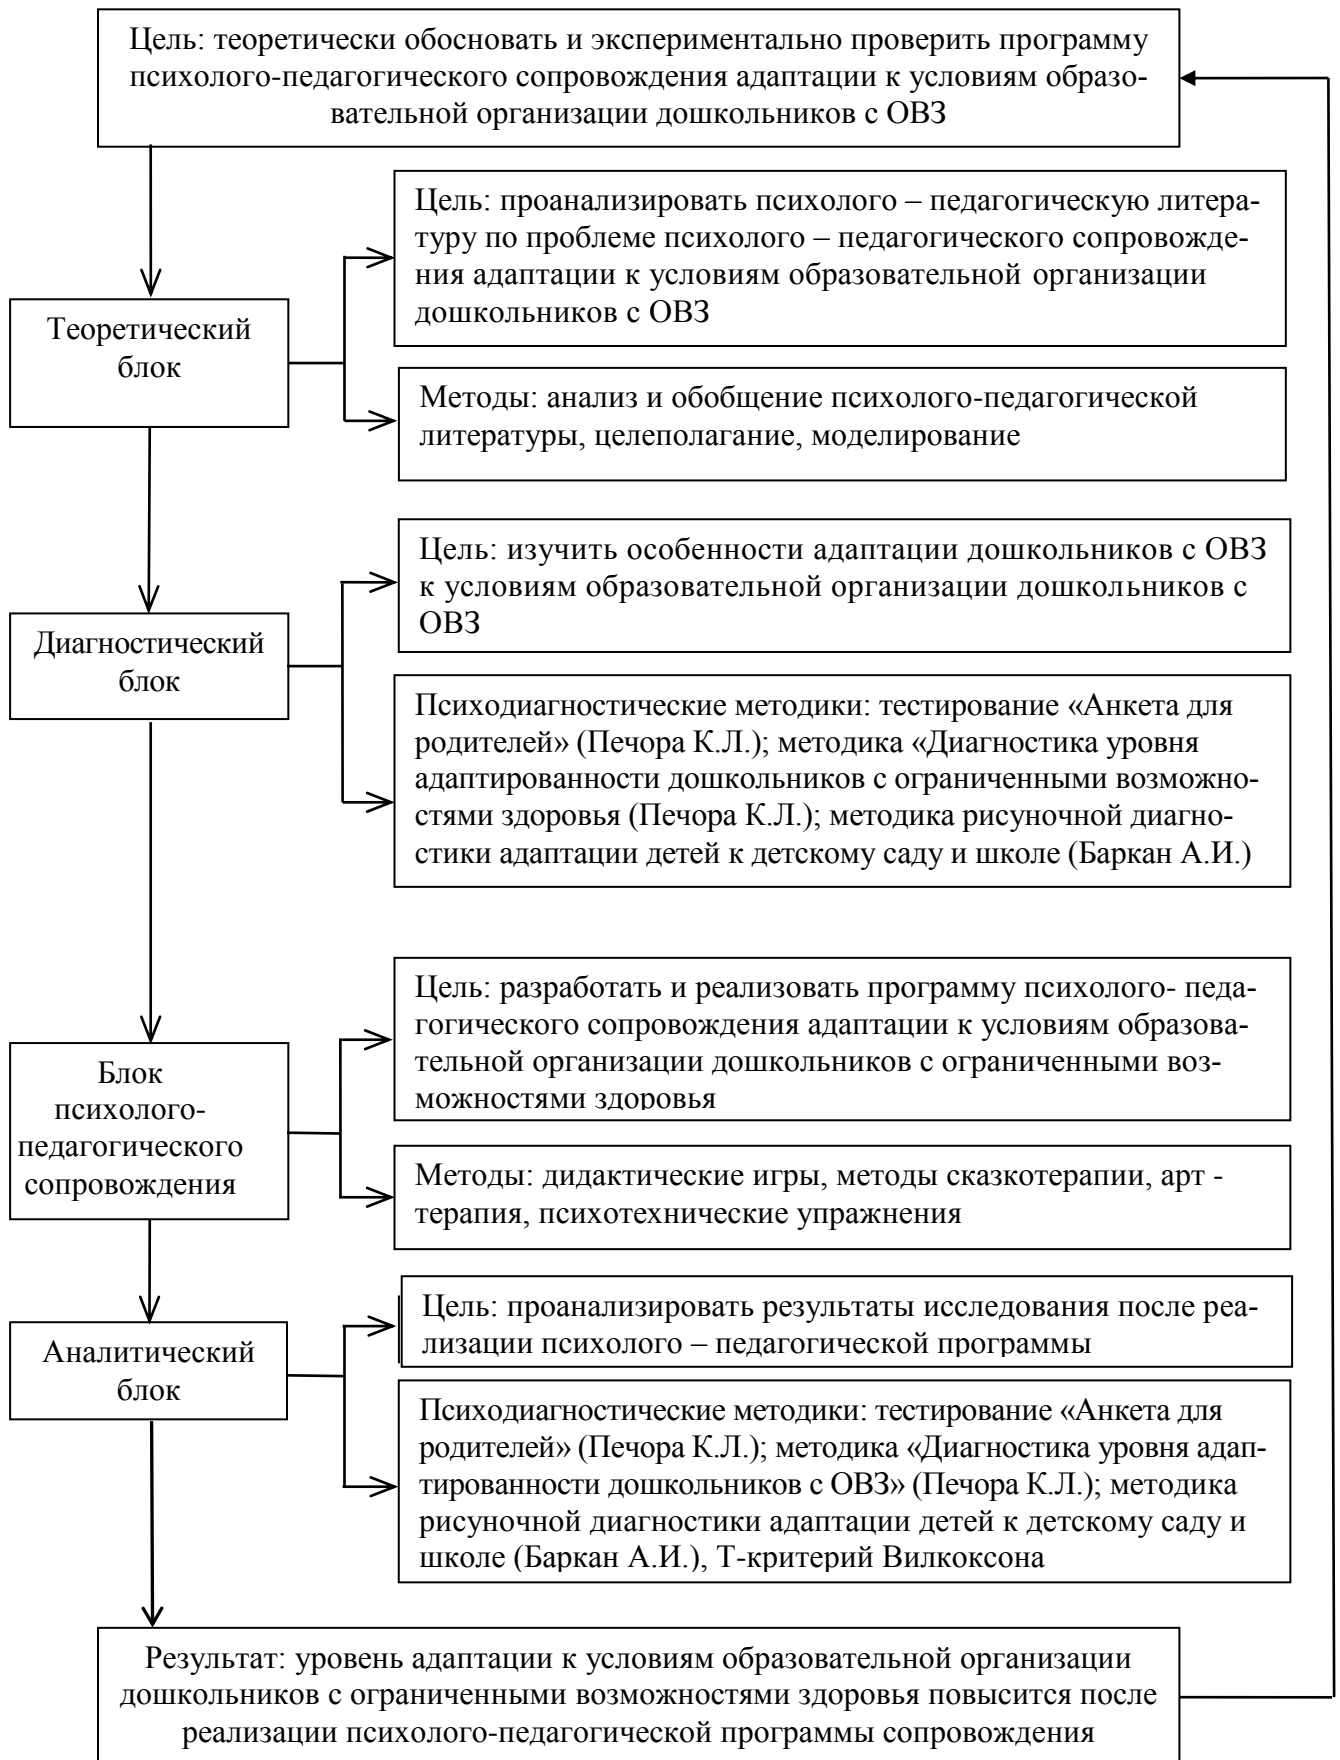 Цель: теоретически обосновать и экспериментально проверить программу
психолого-педагогического сопровождения адаптации к условиям образо-
вательной организации дошкольников с ОВЗ
Цель: проанализировать психолого – педагогическую литера-
туру по проблеме психолого – педагогического сопровожде-
ния адаптации к условиям образовательной организации
дошкольников с ОВЗ
Теоретический
блок
Методы: анализ и обобщение психолого-педагогической
литературы, целеполагание, моделирование
Цель: изучить особенности адаптации дошкольников с ОВЗ
к условиям образовательной организации дошкольников с
ОВЗ
Диагностический
блок
Психодиагностические методики: тестирование «Анкета для
родителей» (Печора К.Л.); методика «Диагностика уровня
адаптированности дошкольников с ограниченными возможно-
стями здоровья (Печора К.Л.); методика рисуночной диагно-
стики адаптации детей к детскому саду и школе (Баркан А.И.)
Цель: разработать и реализовать программу психолого- педа-
гогического сопровождения адаптации к условиям образова-
тельной организации дошкольников с ограниченными воз-
можностями здоровья
Блок
психолого-
педагогического
сопровождения
Методы: дидактические игры, методы сказкотерапии, арт -
терапия, психотехнические упражнения
Цель: проанализировать результаты исследования после реа-
лизации психолого – педагогической программы
Аналитический
блок
Психодиагностические методики: тестирование «Анкета для
родителей» (Печора К.Л.); методика «Диагностика уровня адап-
тированности дошкольников с ОВЗ» (Печора К.Л.); методика
рисуночной диагностики адаптации детей к детскому саду и
школе (Баркан А.И.), Т-критерий Вилкоксона
Результат: уровень адаптации к условиям образовательной организации
дошкольников с ограниченными возможностями здоровья повысится после
реализации психолого-педагогической программы сопровождения